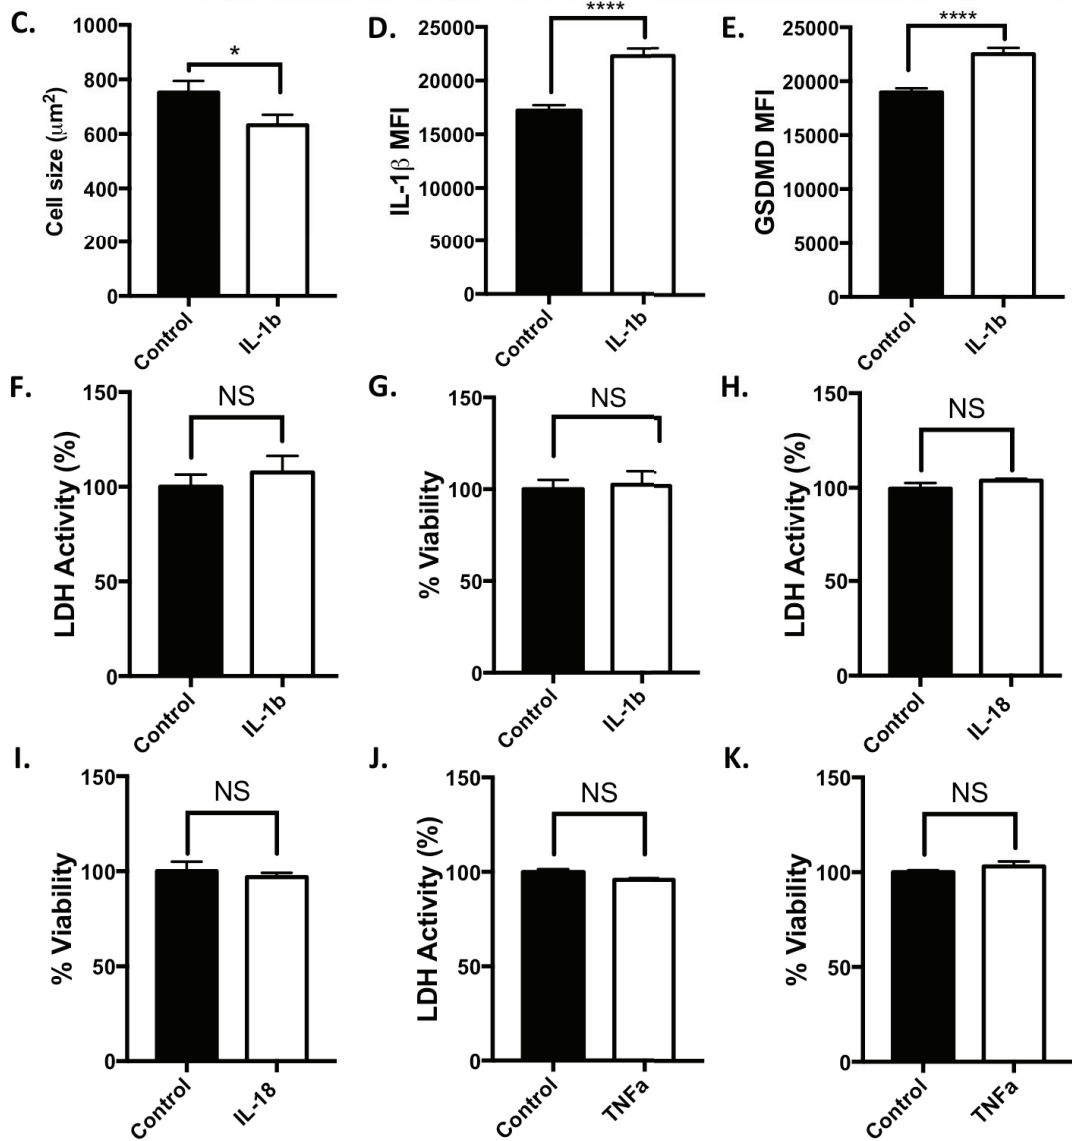 C.
Cell size (μm2)
1000
800
600
400
200
0
*
Control
IL-1b
D.
IL-1β MFI
25000
20000
15000
10000
5000
0
****
Control
IL-1b
E.
GSDMD MFI
25000
20000
15000
10000
5000
0
****
Control
IL-1b
F.
LDH Activity (%)
150
100
50
0
NS
Control
IL-1b
G.
% Viability
150
100
50
0
NS
Control
IL-1b
H.
LDH Activity (%)
150
100
50
0
NS
Control
IL-18
I.
% Viability
150
100
50
0
NS
Control
IL-18
J.
LDH Activity (%)
150
100
50
0
NS
Control
TNFa
K.
% Viability
150
100
50
0
NS
Control
TNFa